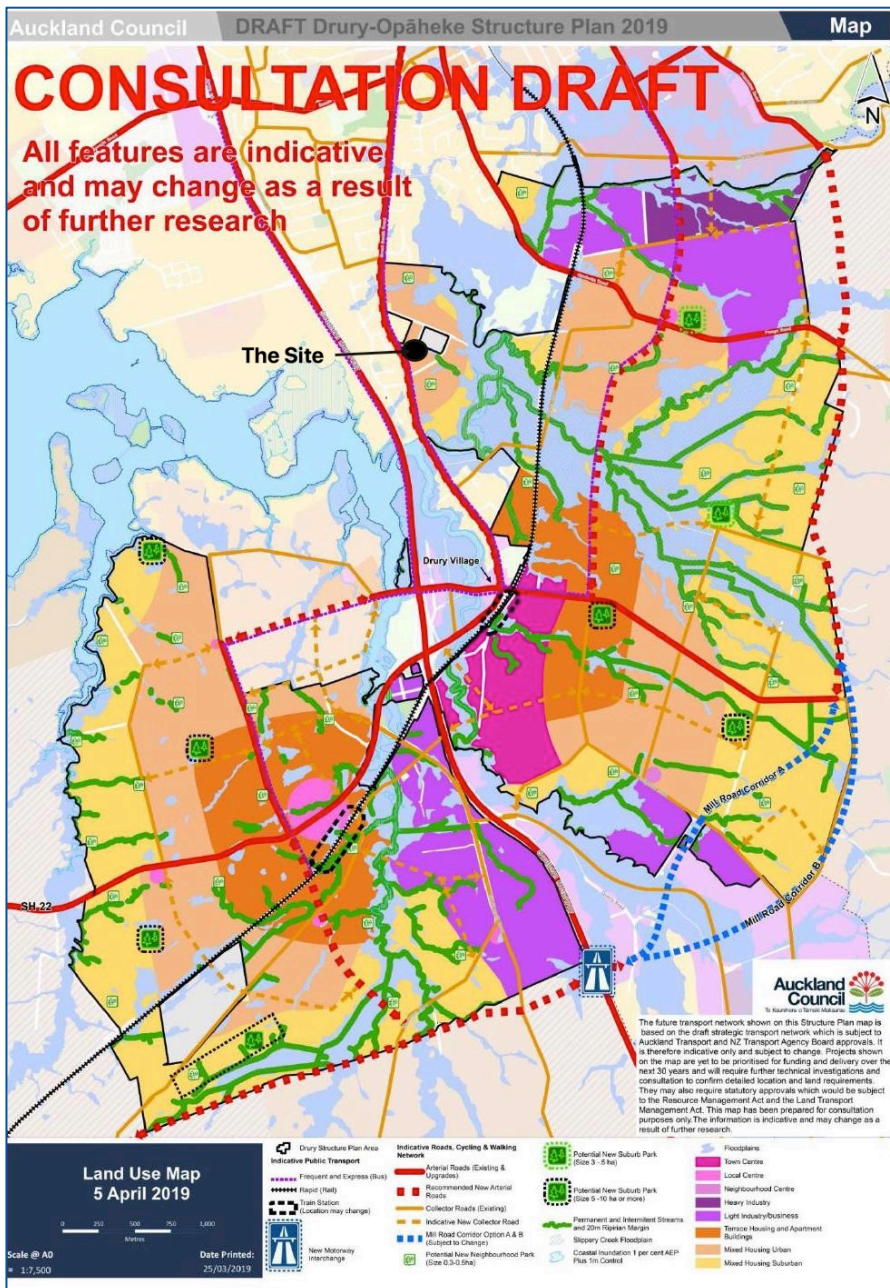 Auckland Council
DRAFT Drury-Opāheke Structure Plan 2019
Map
CONSULTATION DRAFT
All features are indicative
and may change as a result
of further research
N
The Site
Drury Village
Mill Road Corridor A
Mill Road Corridor B
SH 22
Auckland
Council
Te Kaunihera o Tāmaki Makaurau
The future transport network shown on this Structure Plan map is
based on the draft strategic transport network which is subject to
Auckland Transport and NZ Transport Agency Board approvals. It
is therefore indicative only and subject to change. Projects shown
on the map are yet to be prioritised for funding and delivery over the
next 30 years and will require further technical investigations and
consultation to confirm detailed location and land requirements.
They may also require statutory approvals which would be subject
to the Resource Management Act and the Land Transport
Management Act. This map has been prepared for consultation
purposes only. The information is indicative and may change as a
result of further research.
Land Use Map
5 April 2019
0 250 500 750 1,000
Metres
Scale @ A0
= 1:7,500
Date Printed:
25/03/2019
Drury Structure Plan Area
Indicative Public Transport
Frequent and Express (Bus)
Rapid (Rail)
Train Station
(Location may change)
New Motorway
Interchange
Indicative Roads, Cycling & Walking
Network
Arterial Roads (Existing &
Upgrades)
Recommended New Arterial
Roads
Collector Roads (Existing)
Indicative New Collector Road
Mill Road Corridor Option A & B
(Subject to Change)
Potential New Neighbourhood Park
(Size 0.3-0.5ha)
Potential New Suburb Park
(Size 3 - 5 ha)
Potential New Suburb Park
(Size 5 -10 ha or more)
Permanent and Intermitent Streams
and 20m Ripirian Margin
Slippery Creek Floodplain
Coastal Inundation 1 per cent AEP
Plus 1m Control
Floodplains
Town Centre
Local Centre
Neighbourhood Centre
Heavy Industry
Light Industry/business
Terrace Housing and Apartment
Buildings
Mixed Housing Urban
Mixed Housing Suburban